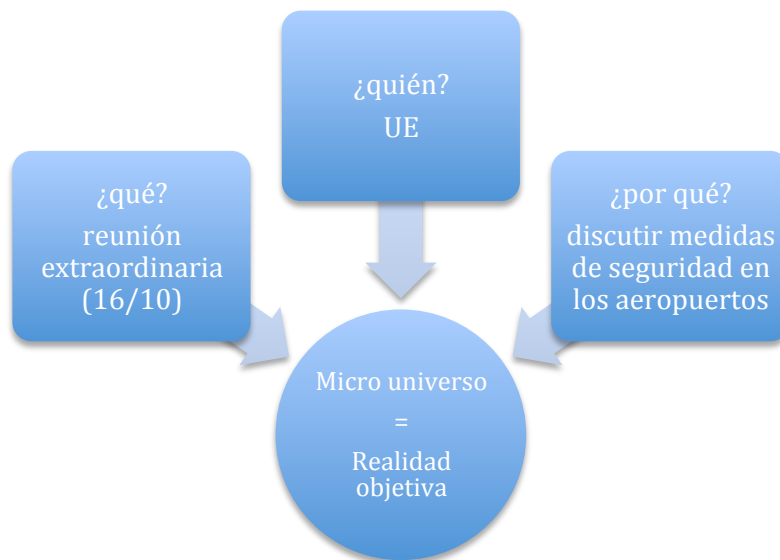 ¿quién?
UE
¿qué?
reunión
extraordinaria
(16/10)
¿por qué?
discutir medidas
de seguridad en
los aeropuertos
Micro universo
=
Realidad
objetiva